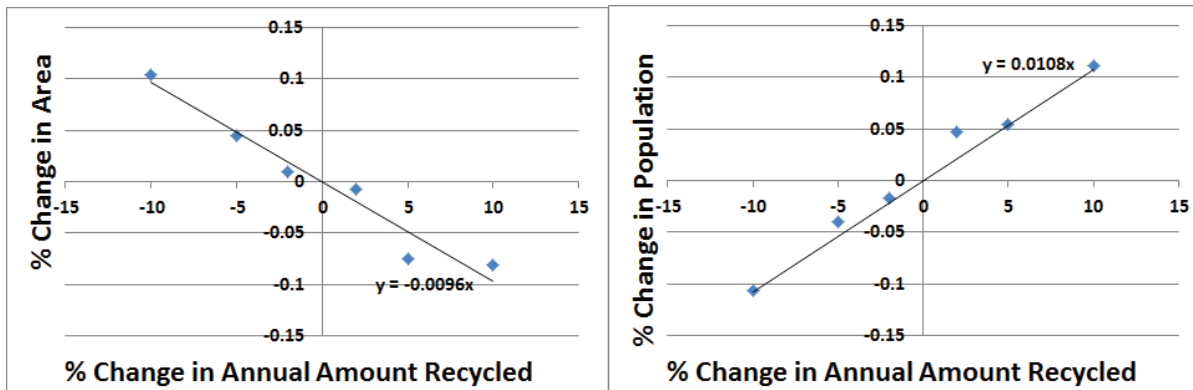 % Change in Area
0.15
0.1
0.05
0
-15 -10 -5 0 5 10 15
-0.05
y = -0.0096x
-0.1
-0.15
% Change in Annual Amount Recycled
% Change in Population
0.15
y = 0.0108x
0.1
0.05
0
-15 -10 -5 0 5 10 15
-0.05
-0.1
-0.15
% Change in Annual Amount Recycled